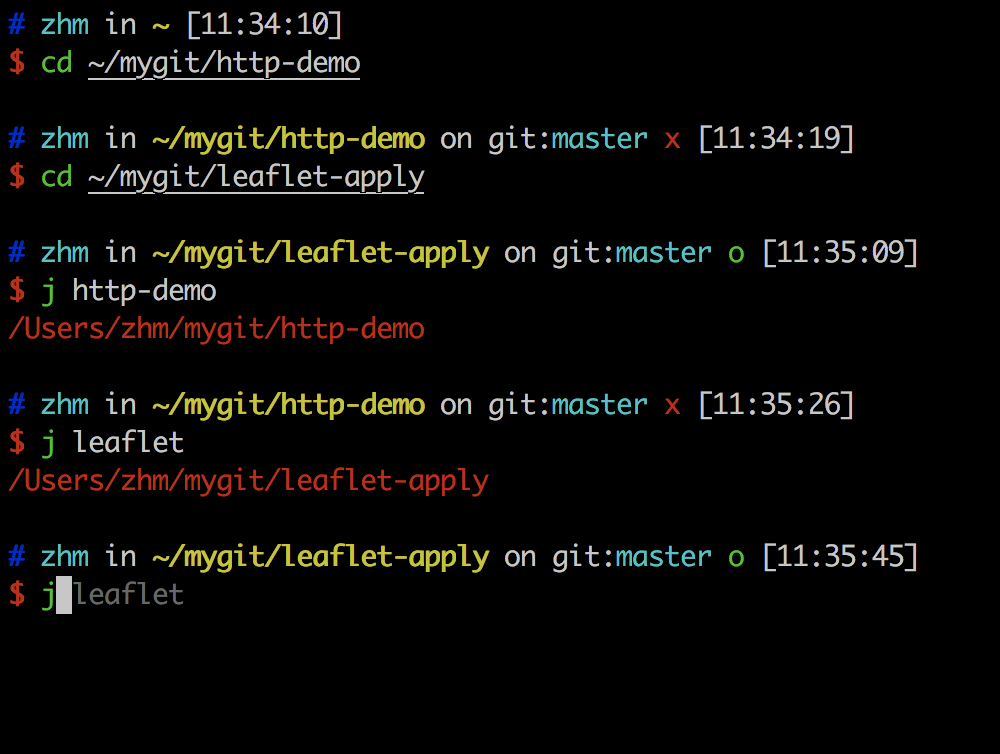 # zhm in ~ [11:34:10]
$ cd ~/mygit/http-demo
# zhm in ~/mygit/http-demo on git:master x [11:34:19]
$ cd ~/mygit/leaflet-apply
# zhm in ~/mygit/leaflet-apply on git:master o [11:35:09]
$ j http-demo
/Users/zhm/mygit/http-demo
# zhm in ~/mygit/http-demo on git:master x [11:35:26]
$ j leaflet
/Users/zhm/mygit/leaflet-apply
# zhm in ~/mygit/leaflet-apply on git:master o [11:35:45]
$ j leaflet